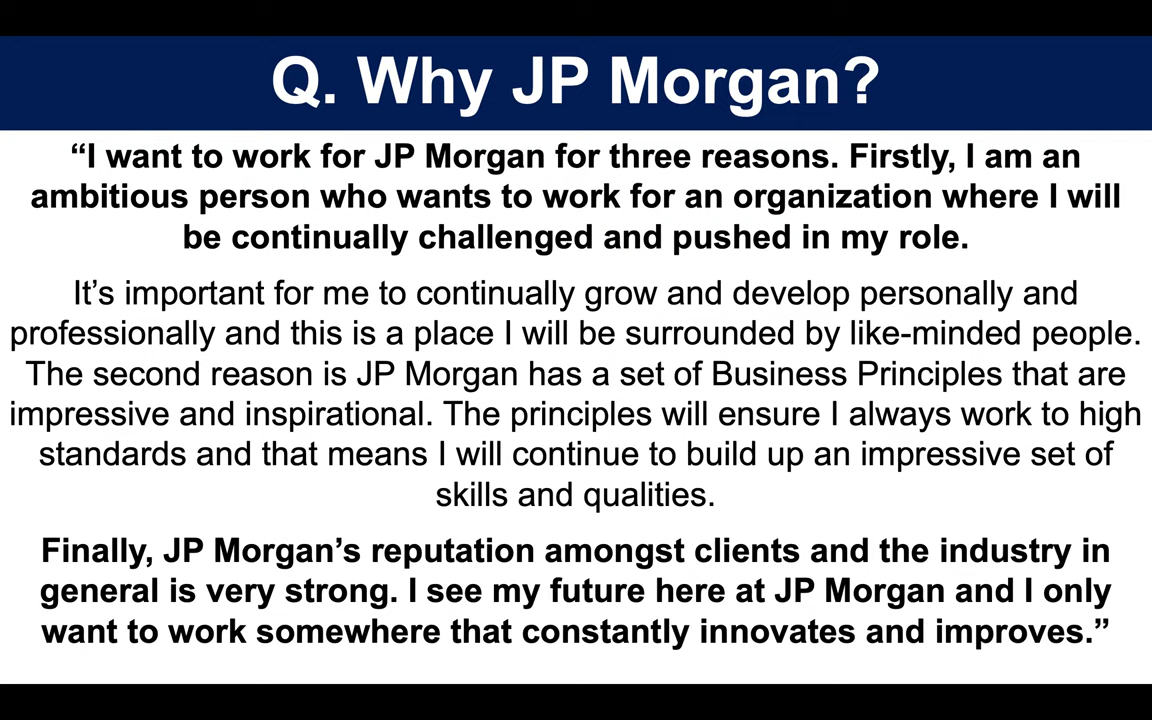 Q. Why JP Morgan?
“I want to work for JP Morgan for three reasons. Firstly, I am an
ambitious person who wants to work for an organization where I will
be continually challenged and pushed in my role.
It’s important for me to continually grow and develop personally and
professionally and this is a place I will be surrounded by like-minded people.
The second reason is JP Morgan has a set of Business Principles that are
impressive and inspirational. The principles will ensure I always work to high
standards and that means I will continue to build up an impressive set of
skills and qualities.
Finally, JP Morgan’s reputation amongst clients and the industry in
general is very strong. I see my future here at JP Morgan and I only
want to work somewhere that constantly innovates and improves.”